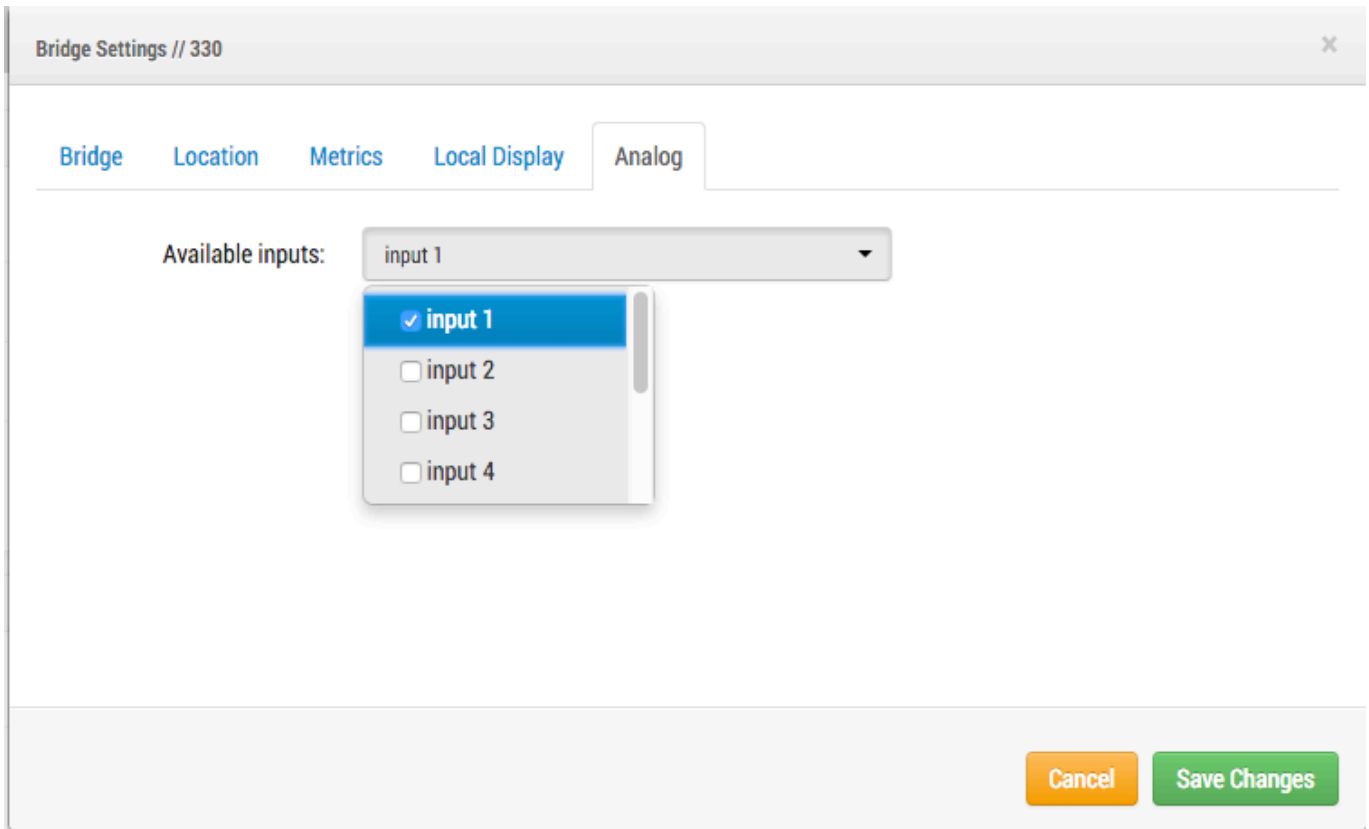 Bridge Settings // 330 ×
Bridge Location Metrics Local Display Analog
Available inputs: input 1
input 1
input 2
input 3
input 4
Cancel Save Changes